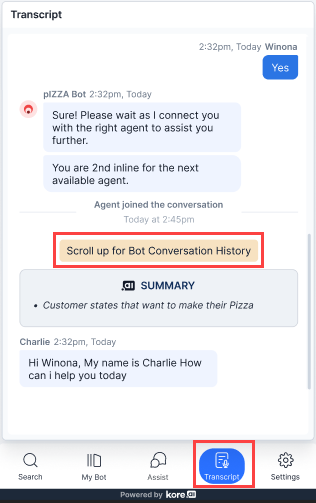 Transcript
2:32pm, Today Winona
Yes
pIZZA Bot 2:32pm, Today
Sure! Please wait as I connect you
with the right agent to assist you
further.
You are 2nd inline for the next
available agent.
Agent joined the conversation
Today at 2:45pm
Scroll up for Bot Conversation History
.ai SUMMARY
• Customer states that want to make their Pizza
Charlie 2:32pm, Today
Hi Winona, My name is Charlie How
can i help you today
Search My Bot Assist Transcript Settings
Powered by kore.ai